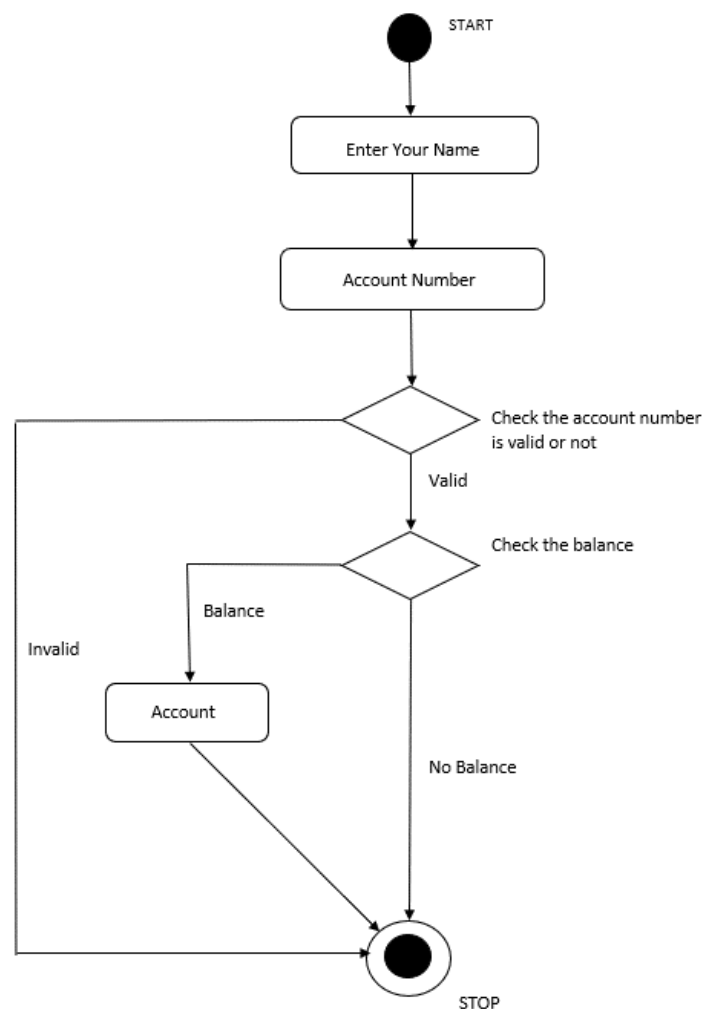 START
Enter Your Name
Account Number
Check the account number
is valid or not
Valid
Check the balance
Balance
Invalid
Account
No Balance
STOP